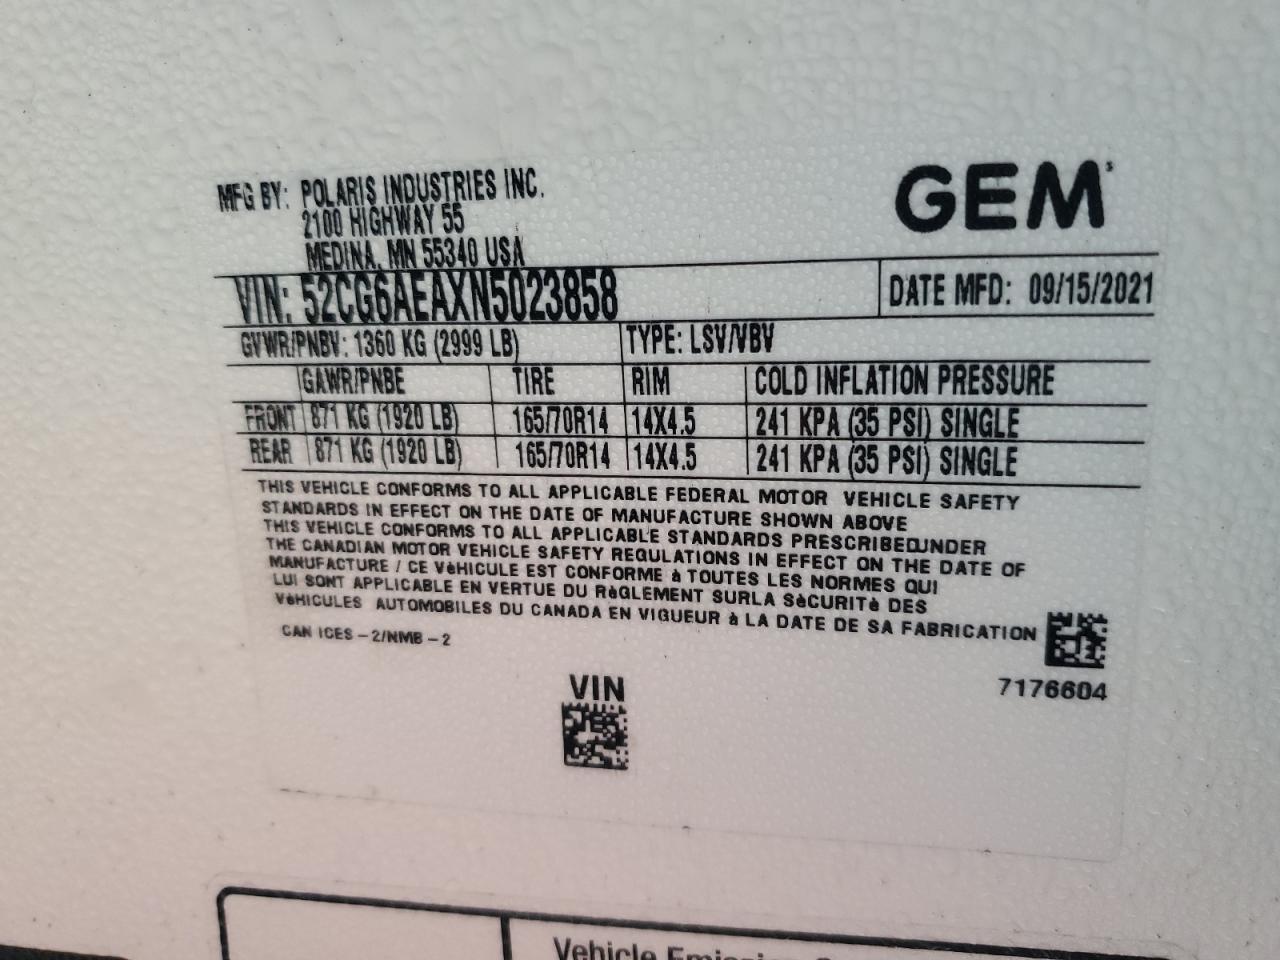 MFG BY: POLARIS INDUSTRIES INC.
2100 HIGHWAY 55
MEDINA, MN 55340 USA
GEM
VIN: 52CG6AEAXN5023858
DATE MFD: 09/15/2021
GVWR/PNBV: 1360 KG (2999 LB)
TYPE: LSV/VBV
GAWR/PNBE TIRE RIM COLD INFLATION PRESSURE
FRONT 871 KG (1920 LB) 165/70R14 14X4.5 241 KPA (35 PSI) SINGLE
REAR 871 KG (1920 LB) 165/70R14 14X4.5 241 KPA (35 PSI) SINGLE
THIS VEHICLE CONFORMS TO ALL APPLICABLE FEDERAL MOTOR VEHICLE SAFETY
STANDARDS IN EFFECT ON THE DATE OF MANUFACTURE SHOWN ABOVE
THIS VEHICLE CONFORMS TO ALL APPLICABLE STANDARDS PRESCRIBED UNDER
THE CANADIAN MOTOR VEHICLE SAFETY REGULATIONS IN EFFECT ON THE DATE OF
MANUFACTURE / CE VèHICULE EST CONFORME à TOUTES LES NORMES QUI
LUI SONT APPLICABLE EN VERTUE DU RèGLEMENT SURLA SèCURITè DES
VèHICULES AUTOMOBILES DU CANADA EN VIGUEUR à LA DATE DE SA FABRICATION
CAN ICES - 2/NMB - 2
7176604
VIN
Vehicle